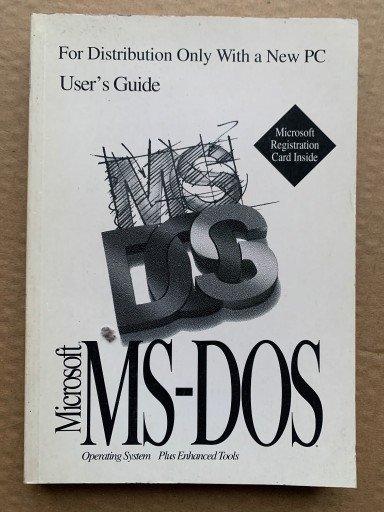 For Distribution Only With a New PC
User's Guide
Microsoft
Registration
Card Inside
MS
DOS
Microsoft
MS-DOS
Operating System Plus Enhanced Tools